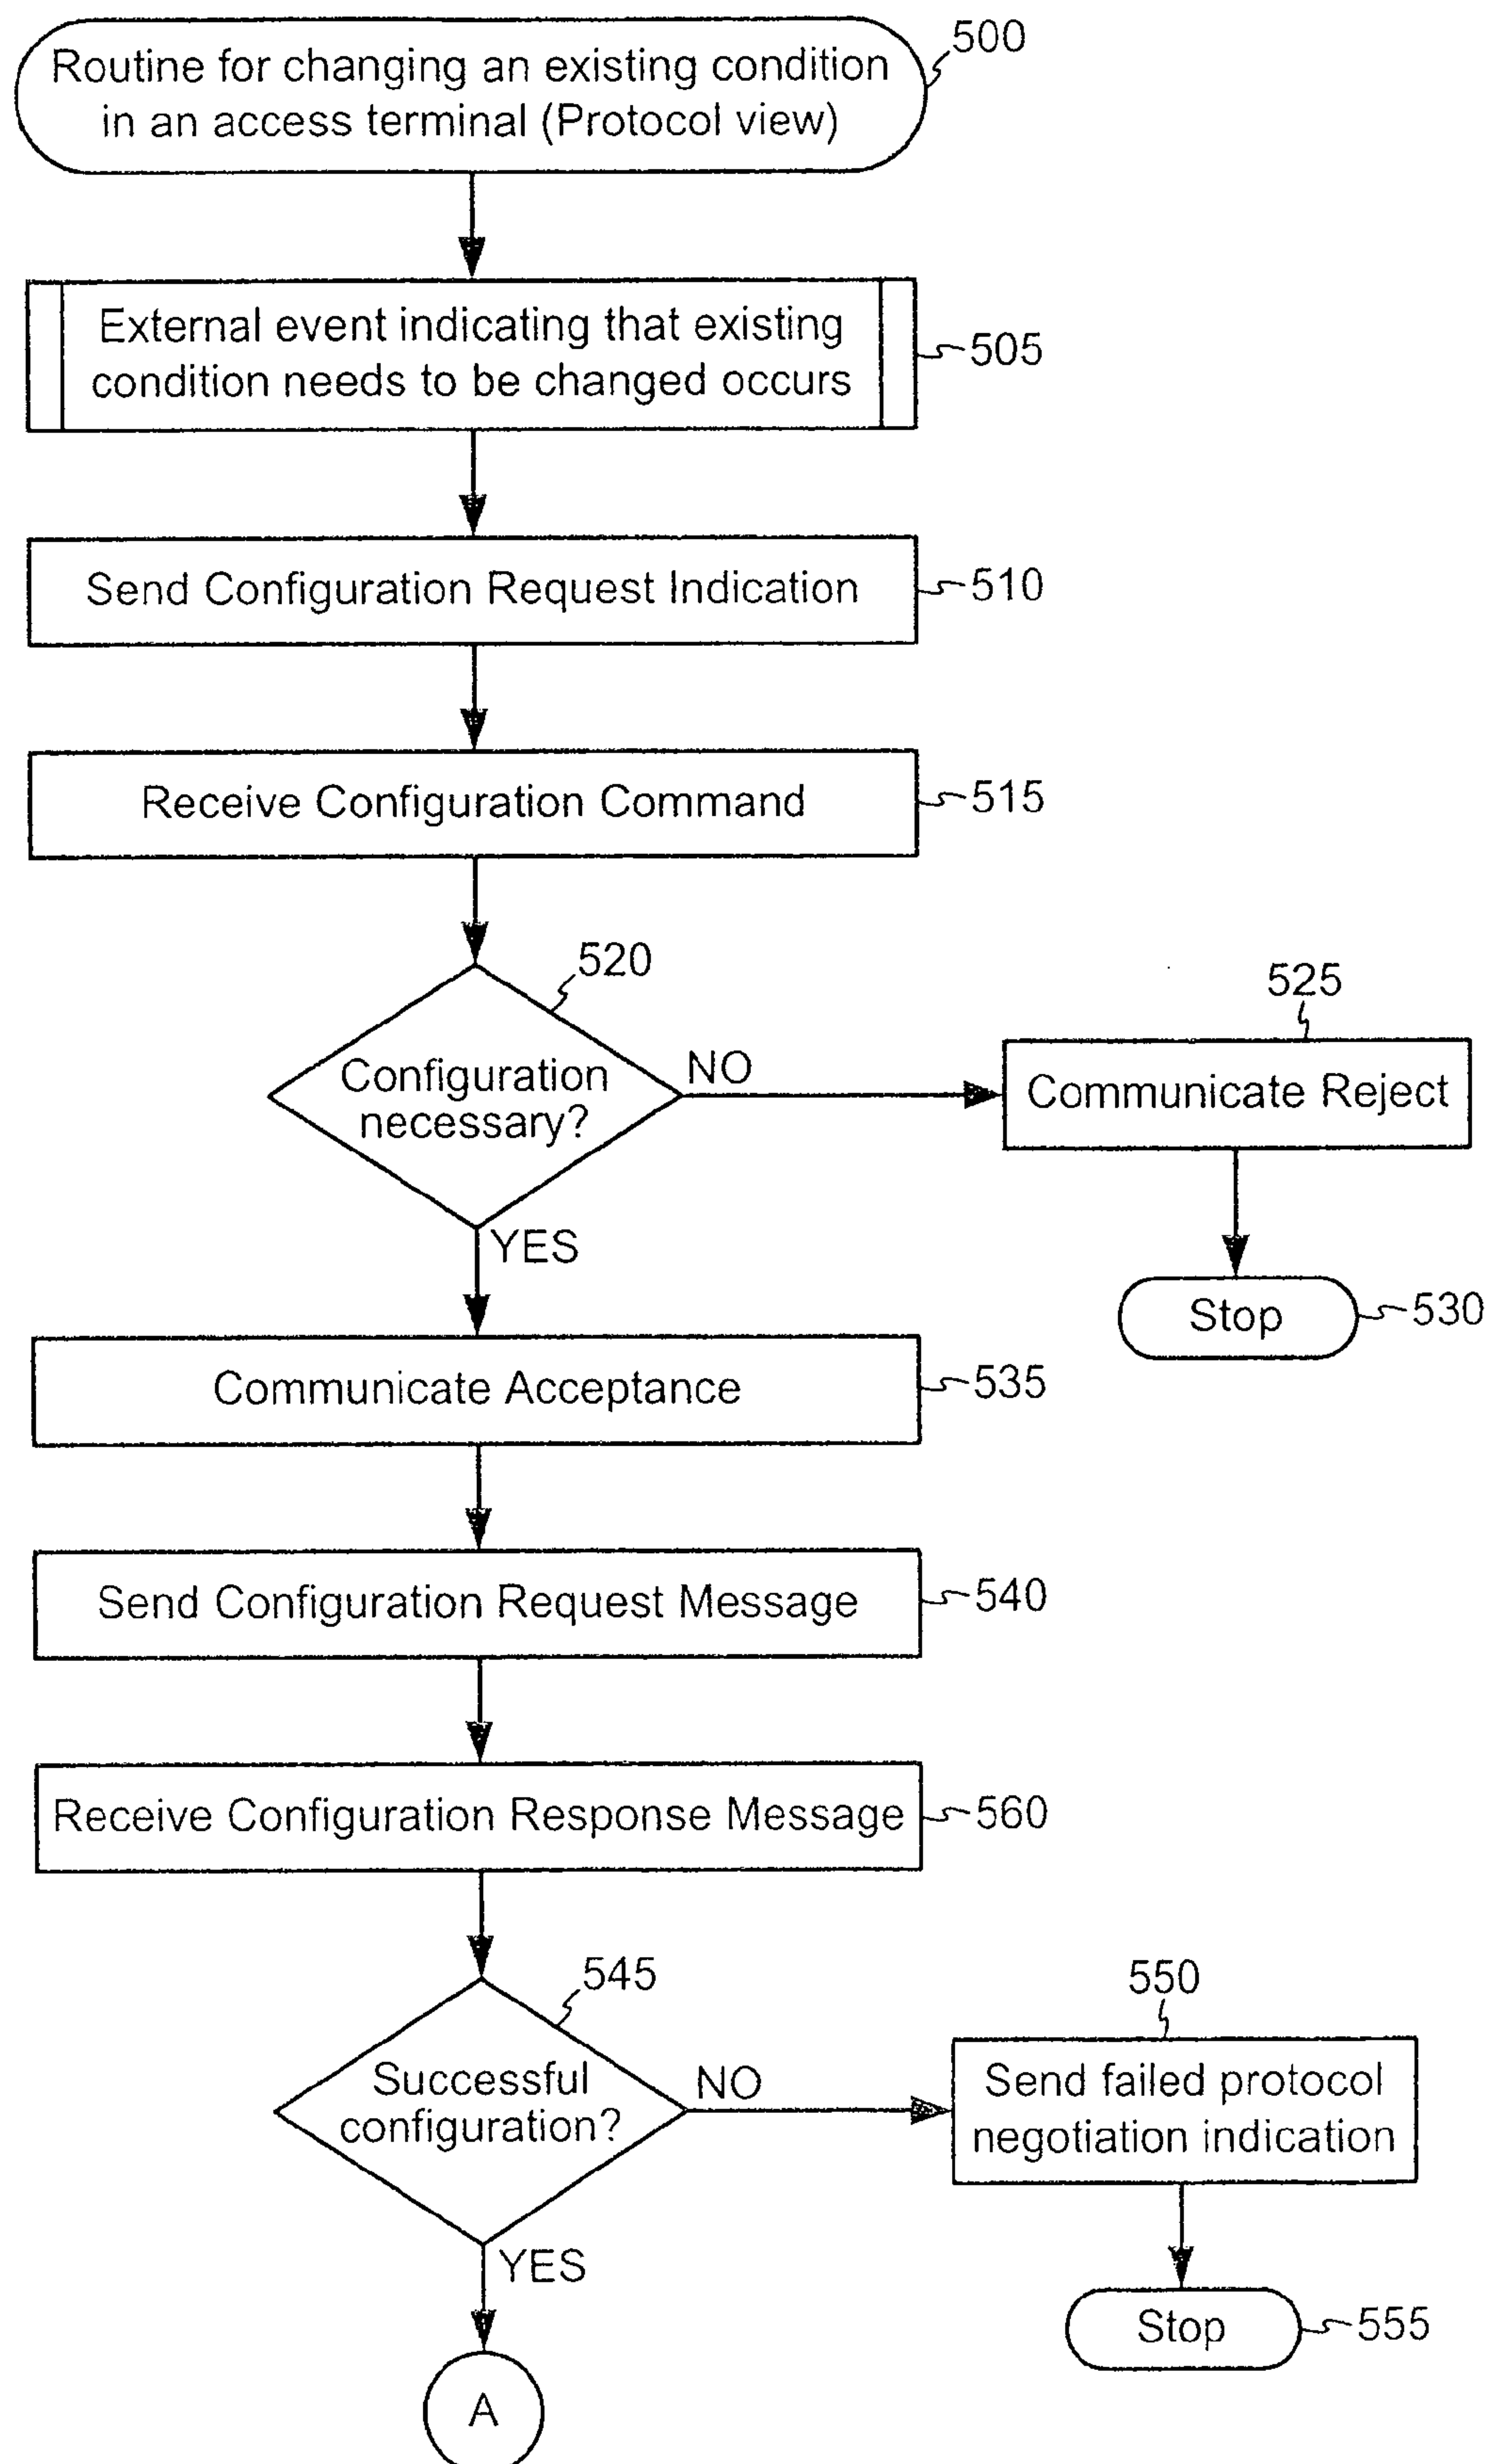 Routine for changing an existing condition
in an access terminal (Protocol view)
500
External event indicating that existing
condition needs to be changed occurs
505
Send Configuration Request Indication
510
Receive Configuration Command
515
520
Configuration
necessary?
NO
525
Communicate Reject
YES
Stop
530
Communicate Acceptance
535
Send Configuration Request Message
540
Receive Configuration Response Message
560
545
Successful
configuration?
NO
550
Send failed protocol
negotiation indication
YES
Stop
555
A